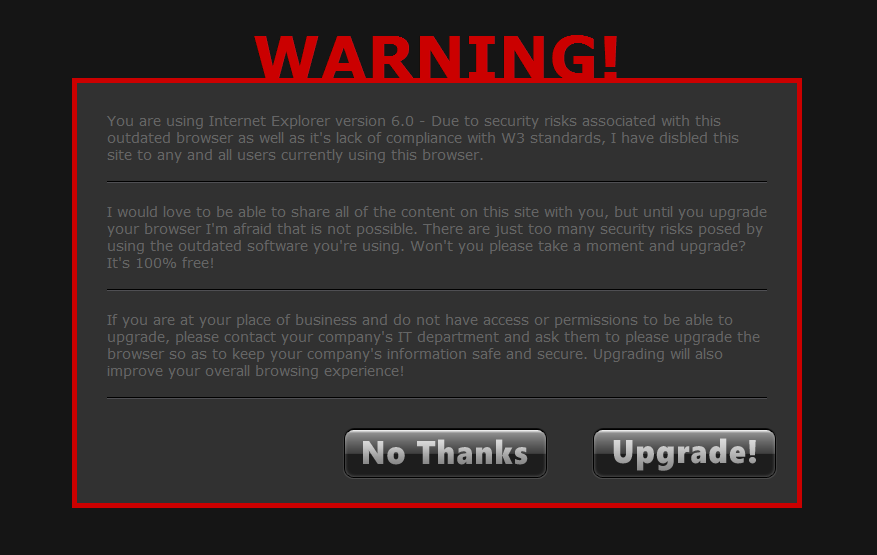 WARNING!
You are using Internet Explorer version 6.0 - Due to security risks associated with this
outdated browser as well as it's lack of compliance with W3 standards, I have disbled this
site to any and all users currently using this browser.
I would love to be able to share all of the content on this site with you, but until you upgrade
your browser I'm afraid that is not possible. There are just too many security risks posed by
using the outdated software you're using. Won't you please take a moment and upgrade?
It's 100% free!
If you are at your place of business and do not have access or permissions to be able to
upgrade, please contact your company's IT department and ask them to please upgrade the
browser so as to keep your company's information safe and secure. Upgrading will also
improve your overall browsing experience!
No Thanks
Upgrade!